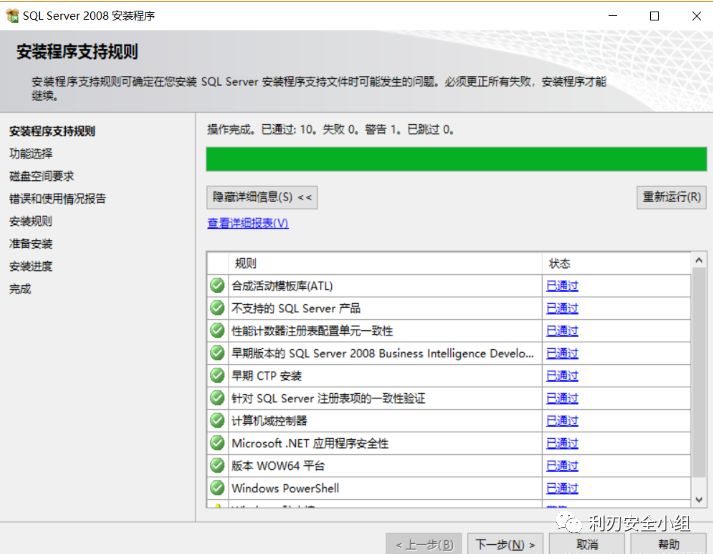 SQL Server 2008 安装程序
安装程序支持规则
安装程序支持规则可确定在您安装 SQL Server 安装程序支持文件时可能发生的问题。必须更正所有失败，安装程序才能
继续。
安装程序支持规则
功能选择
磁盘空间要求
错误和使用情况报告
安装规则
准备安装
安装进度
完成
操作完成。已通过: 10。失败 0。警告 1。已跳过 0。
隐藏详细信息(S) <<
重新运行(R)
查看详细报表(V)
规则 状态
合成活动模板库(ATL) 已通过
不支持的 SQL Server 产品 已通过
性能计数器注册表配置单元一致性 已通过
早期版本的 SQL Server 2008 Business Intelligence Develo... 已通过
早期 CTP 安装 已通过
针对 SQL Server 注册表项的一致性验证 已通过
计算机域控制器 已通过
Microsoft .NET 应用程序安全性 已通过
版本 WOW64 平台 已通过
Windows PowerShell 已通过
利刃安全小组
< 上一步(B) 下一步(N) > 取消 帮助